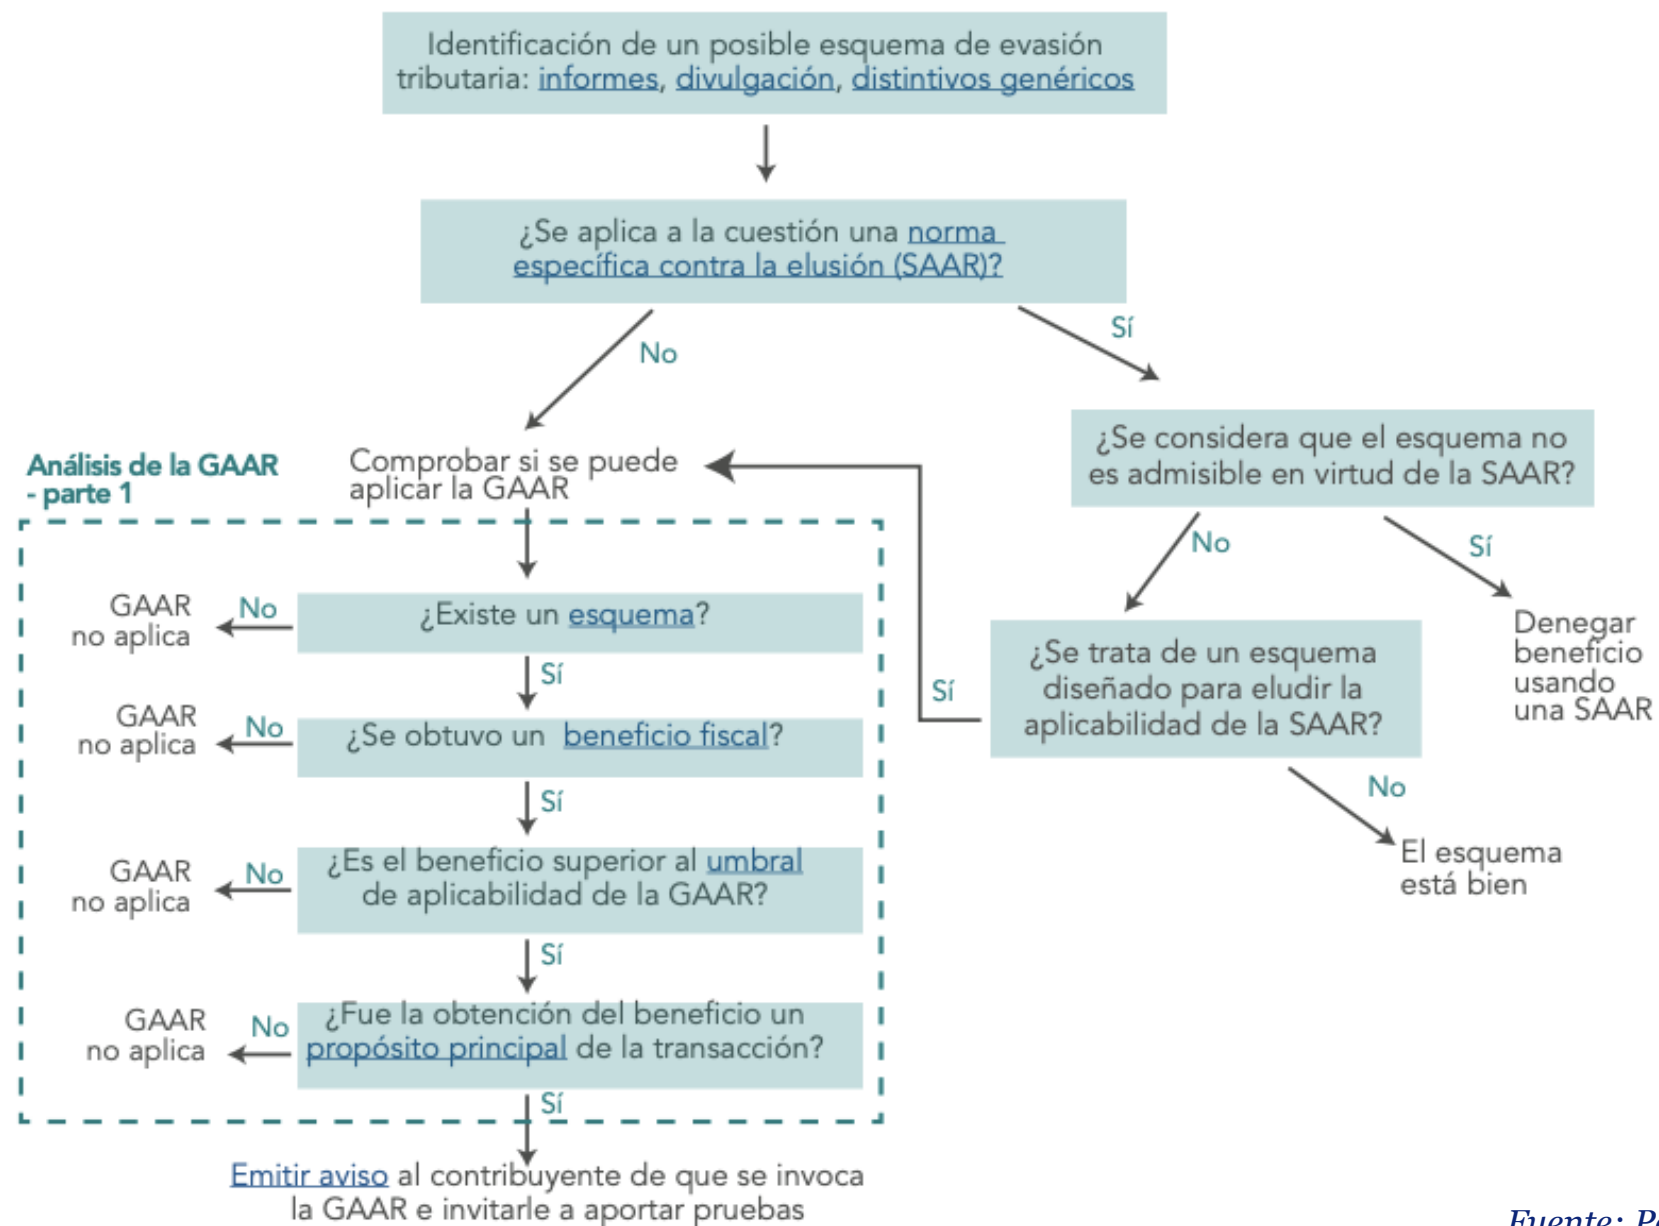 Identificación de un posible esquema de evasión
tributaria: informes, divulgación, distintivos genéricos
¿Se aplica a la cuestión una norma
específica contra la elusión (SAAR)?
No
Sí
¿Se considera que el esquema no
es admisible en virtud de la SAAR?
No
Sí
Denegar
beneficio
usando
una SAAR
¿Se trata de un esquema
diseñado para eludir la
aplicabilidad de la SAAR?
Sí
No
El esquema
está bien
Análisis de la GAAR
- parte 1
Comprobar si se puede
aplicar la GAAR
¿Existe un esquema?
No
GAAR
no aplica
Sí
¿Se obtuvo un beneficio fiscal?
No
GAAR
no aplica
Sí
¿Es el beneficio superior al umbral
de aplicabilidad de la GAAR?
No
GAAR
no aplica
Sí
¿Fue la obtención del beneficio un
propósito principal de la transacción?
No
GAAR
no aplica
Sí
Emitir aviso al contribuyente de que se invoca
la GAAR e invitarle a aportar pruebas
Fuente: